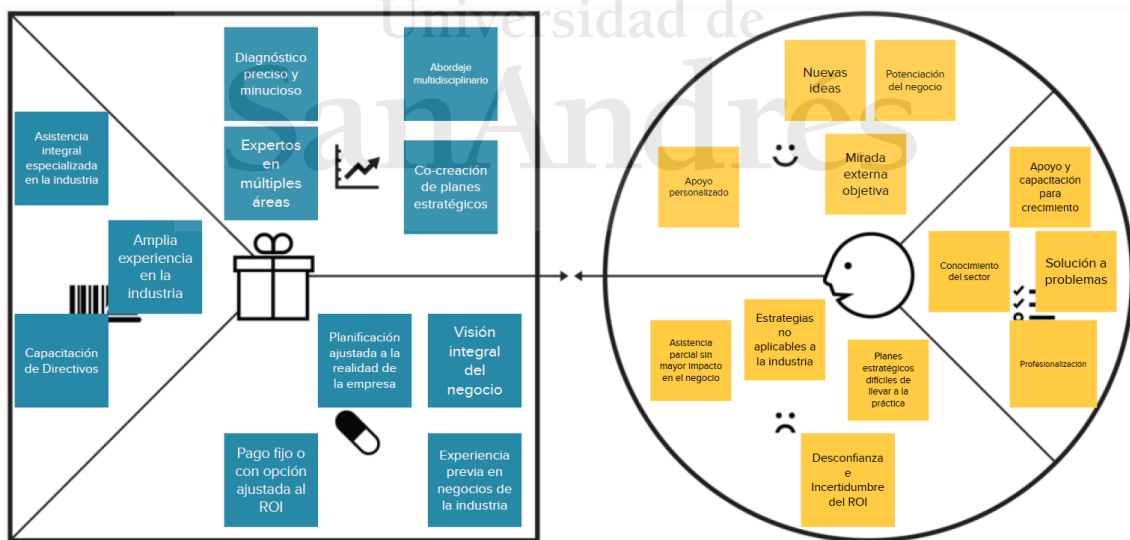 Universidad de
SanAndrés
Diagnóstico
preciso y
minucioso
Abordaje
multidisciplinario
Asistencia
integral
especializada
en la industria
Expertos
en
múltiples
áreas
Co-creación
de planes
estratégicos
Amplia
experiencia
en la
industria
Capacitación
de Directivos
Planificación
ajustada a la
realidad de
la empresa
Visión
integral
del
negocio
Pago fijo o
con opción
ajustada al
ROI
Experiencia
previa en
negocios de
la industria
Nuevas
ideas
Potenciación
del negocio
Apoyo
personalizado
Mirada
externa
objetiva
Apoyo y
capacitación
para
crecimiento
Conocimiento
del sector
Solución a
problemas
Profesionalización
Estrategias
no
aplicables a
la industria
Asistencia
parcial sin
mayor impacto
en el negocio
Planes
estratégicos
difíciles de
llevar a la
práctica
Desconfianza
e
Incertidumbre
del ROI